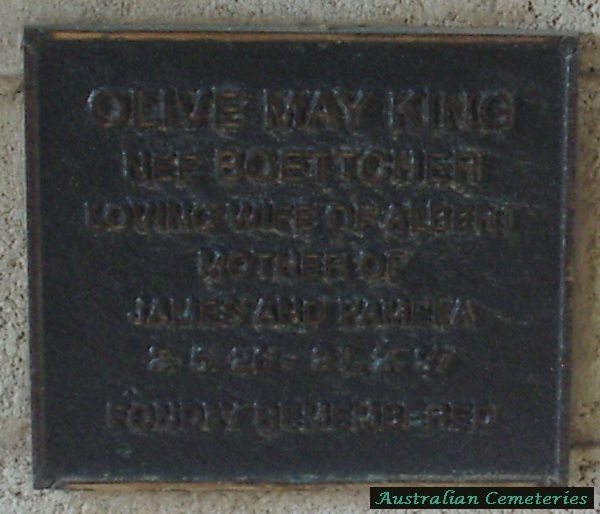 OLIVE MAY KING
NEE BOETTCHER
LOVING WIFE OF ALBERT
MOTHER OF
JAMES AND PAMELA
FONDLY REMEMBERED
Australian Cemeteries